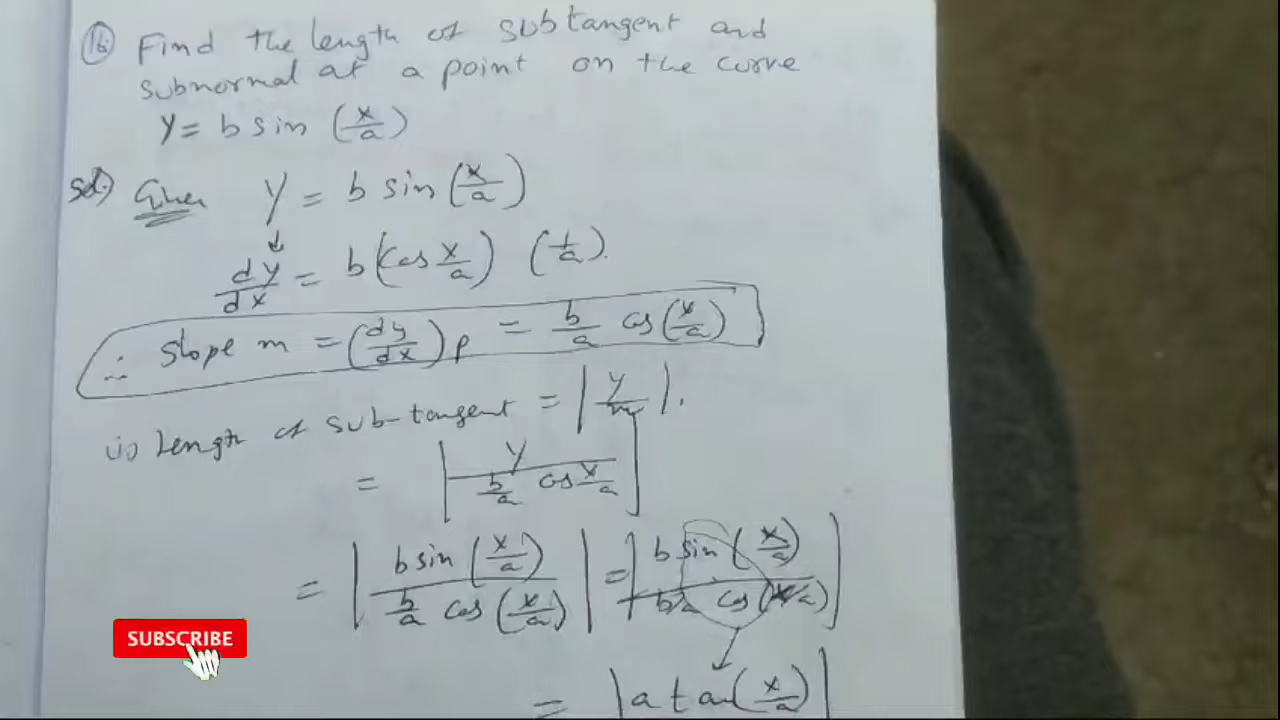 16 Find the length of subtangent and
subnormal at a point on the curve
y = b sin (x/a)
Sol) Given y = b sin (x/a)
dy/dx = b(cos x/a) (1/a).
∴ slope m = (dy/dx)p = b/a cos(x/a)
i) Length of sub-tangent = |y/m|.
= |y / (b/a cos x/a)|
= |b sin (x/a) / (b/a cos (x/a))| = |b sin (x/a) / (b/a cos (x/a))|
= |a tan(x/a)|
SUBSCRIBE